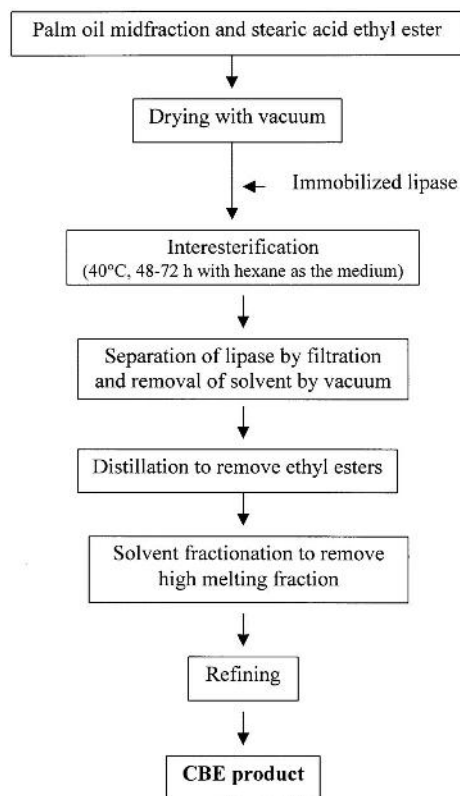 Palm oil midfraction and stearic acid ethyl ester
Drying with vacuum
Immobilized lipase
Interesterification
(40°C, 48-72 h with hexane as the medium)
Separation of lipase by filtration
and removal of solvent by vacuum
Distillation to remove ethyl esters
Solvent fractionation to remove
high melting fraction
Refining
CBE product